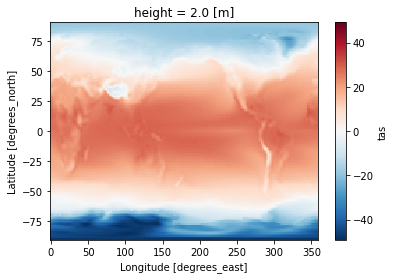 height = 2.0 [m]
Latitude [degrees_north]
75
50
25
0
−25
−50
−75
0 50 100 150 200 250 300 350
Longitude [degrees_east]
40
20
0
−20
−40
tas